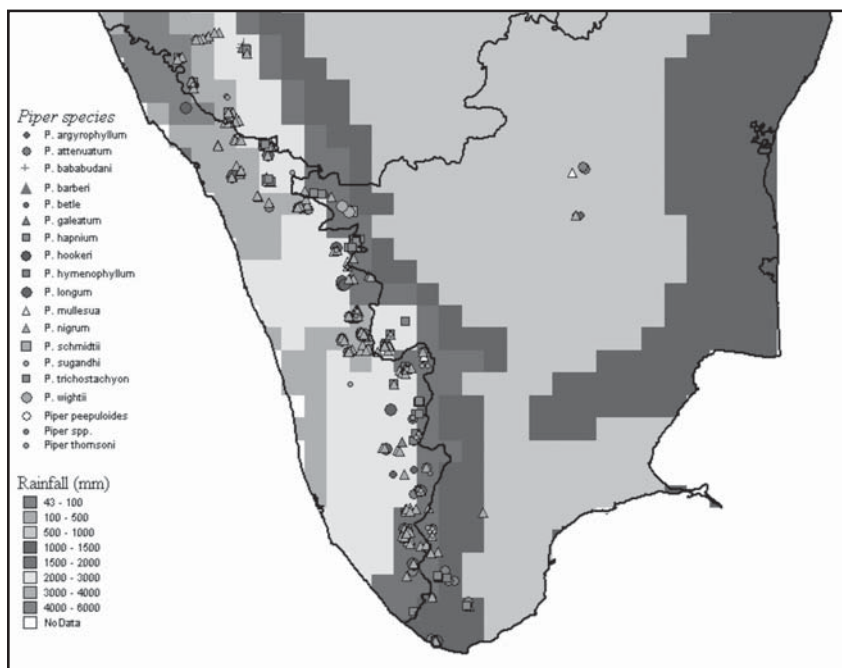 Piper species
P. argyrophyllum
P. attenuatum
P. bababudani
P. barberi
P. betle
P. galeatum
P. hapnium
P. hookeri
P. hymenophyllum
P. longum
P. mullesua
P. nigrum
P. schmidtii
P. sugandhi
P. trichostachyon
P. wightii
Piper peepuloides
Piper spp.
Piper thomsoni
Rainfall (mm)
43 - 100
100 - 500
500 - 1000
1000 - 1500
1500 - 2000
2000 - 3000
3000 - 4000
4000 - 6000
No Data